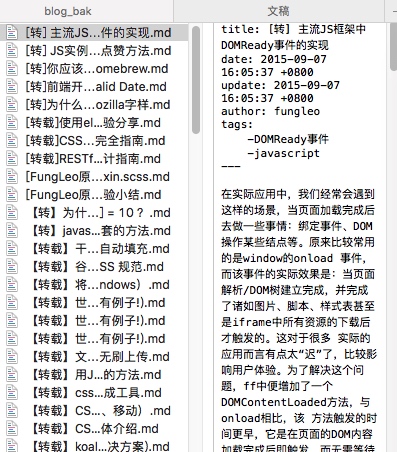 blog_bak
文稿
[转] 主流JS…件的实现.md
[转] JS实例…点赞方法.md
[转]你应该…omebrew.md
[转]前端开…alid Date.md
[转]为什么…ozilla字样.md
[转载]使用el…验分享.md
[转载]CSS…完全指南.md
[转载]RESTf…计指南.md
[FungLeo原…xin.scss.md
[FungLeo原…验小结.md
【转】为什…] = 10？.md
【转】javas…套的方法.md
【转载】干…自动填充.md
【转载】谷…SS 规范.md
【转载】将…ndows）.md
【转载】世…有例子!).md
【转载】世…有例子!).md
【转载】世…有例子!).md
【转载】文…无刷上传.md
【转载】用J…的方法.md
【转载】css…成工具.md
【转载】CS…、移动）.md
【转载】CS…体介绍.md
【转载】koal…决方案).md
title: [转] 主流JS框架中
DOMReady事件的实现
date: 2015-09-07
16:05:37 +0800
update: 2015-09-07
16:05:37 +0800
author: fungleo
tags:
-DOMReady事件
-javascript
---
在实际应用中，我们经常会遇到
这样的场景，当页面加载完成后
去做一些事情：绑定事件、DOM
操作某些结点等。原来比较常用
的是window的onload 事件，
而该事件的实际效果是：当页面
解析/DOM树建立完成，并完成
了诸如图片、脚本、样式表甚至
是iframe中所有资源的下载后
才触发的。这对于很多 实际的
应用而言有点太“迟”了，比较影
响用户体验。为了解决这个问
题，ff中便增加了一个
DOMContentLoaded方法，与
onload相比，该 方法触发的时
间更早，它是在页面的DOM内容
加载完成后即触发，而无需等待